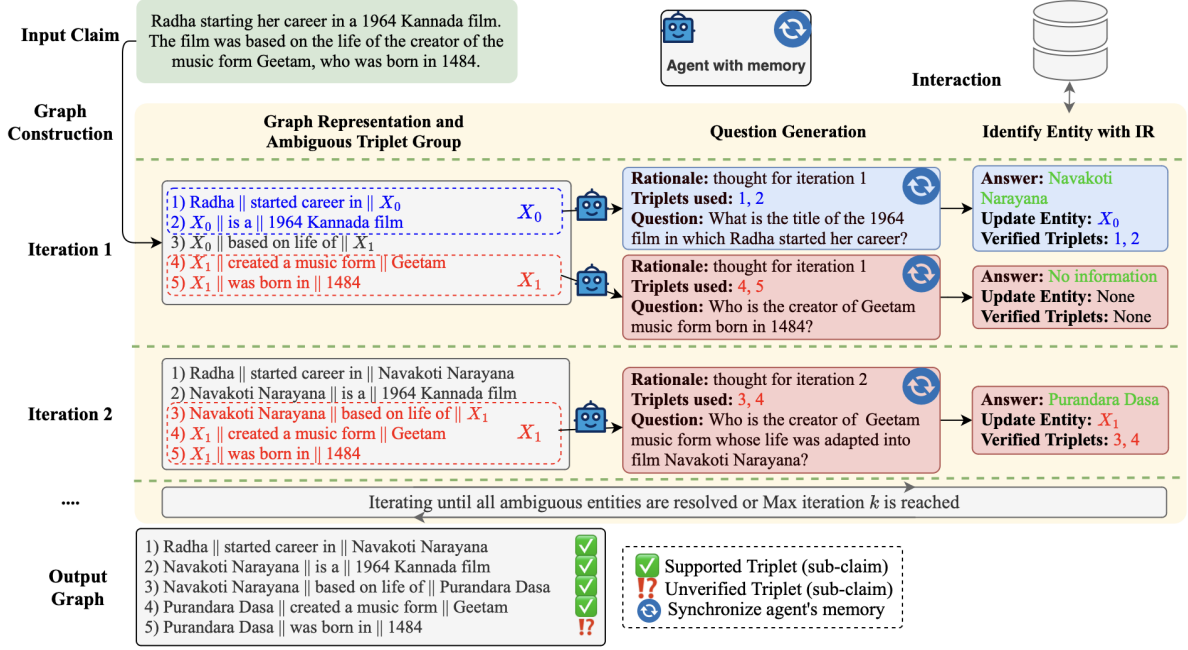 Input Claim
Radha starting her career in a 1964 Kannada film.
The film was based on the life of the creator of the
music form Geetam, who was born in 1484.
Agent with memory
Interaction
Graph
Construction
Graph Representation and
Ambiguous Triplet Group
Question Generation
Identify Entity with IR
Iteration 1
1) Radha || started career in || X₀
2) X₀ || is a || 1964 Kannada film
X₀
3) X₀ || based on life of || X₁
4) X₁ || created a music form || Geetam
5) X₁ || was born in || 1484
X₁
Rationale: thought for iteration 1
Triplets used: 1, 2
Question: What is the title of the 1964
film in which Radha started her career?
Answer: Navakoti
Narayana
Update Entity: X₀
Verified Triplets: 1, 2
Rationale: thought for iteration 1
Triplets used: 4, 5
Question: Who is the creator of Geetam
music form born in 1484?
Answer: No information
Update Entity: None
Verified Triplets: None
Iteration 2
1) Radha || started career in || Navakoti Narayana
2) Navakoti Narayana || is a || 1964 Kannada film
3) Navakoti Narayana || based on life of || X₁
4) X₁ || created a music form || Geetam
5) X₁ || was born in || 1484
X₁
Rationale: thought for iteration 2
Triplets used: 3, 4
Question: Who is the creator of Geetam
music form whose life was adapted into
film Navakoti Narayana?
Answer: Purandara Dasa
Update Entity: X₁
Verified Triplets: 3, 4
....
Iterating until all ambiguous entities are resolved or Max iteration k is reached
Output
Graph
1) Radha || started career in || Navakoti Narayana
2) Navakoti Narayana || is a || 1964 Kannada film
3) Navakoti Narayana || based on life of || Purandara Dasa
4) Purandara Dasa || created a music form || Geetam
5) Purandara Dasa || was born in || 1484 ⁉
Supported Triplet (sub-claim)
⁉ Unverified Triplet (sub-claim)
Synchronize agent's memory